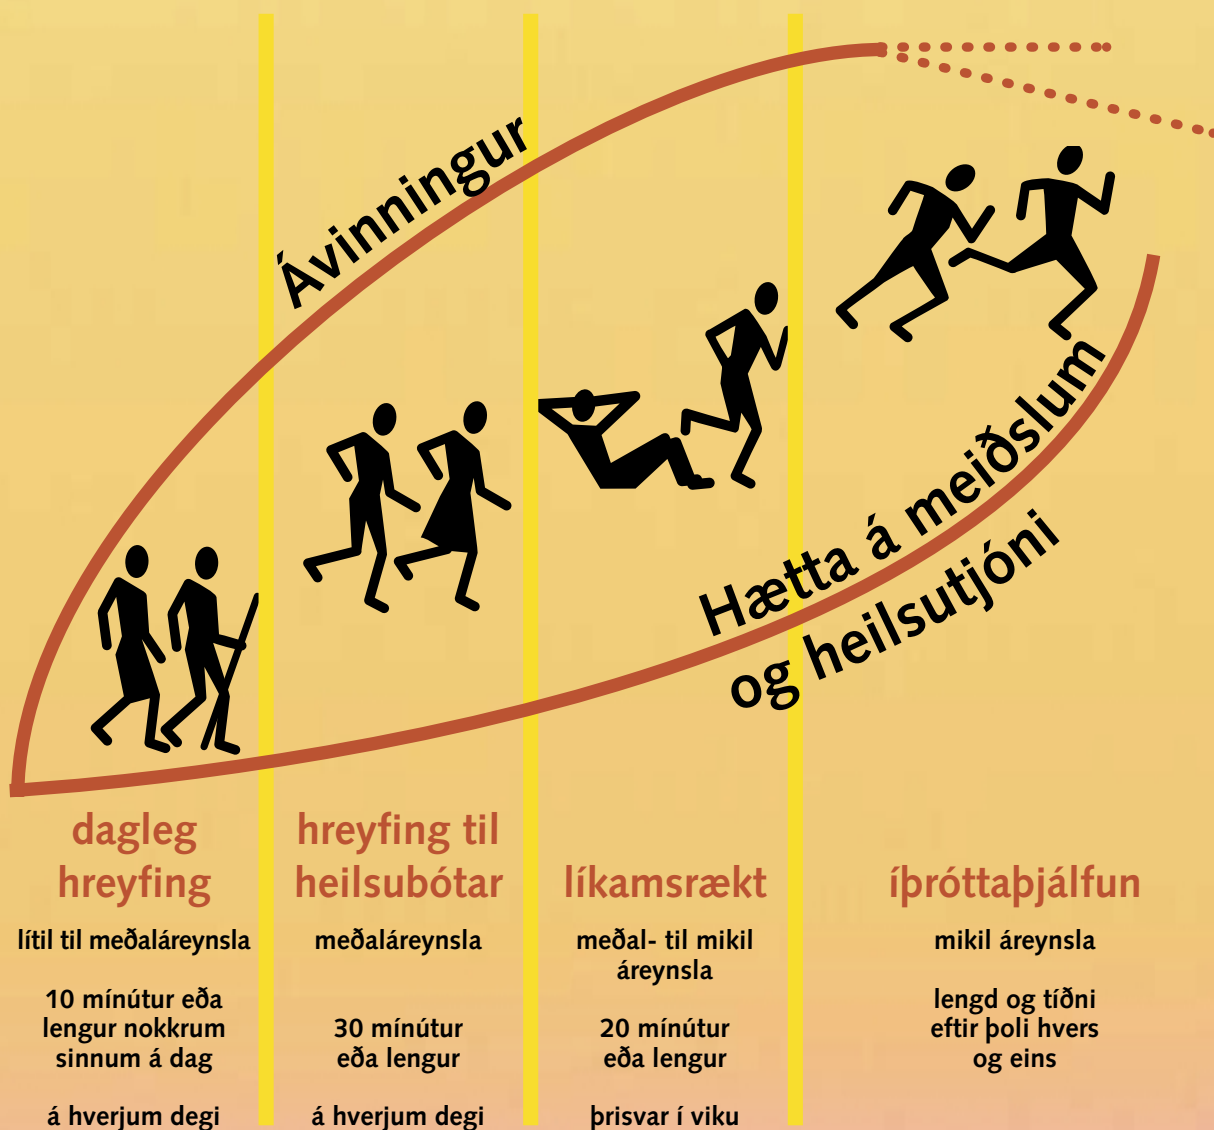 Ávinningur
Hætta á meiðslum
og heilsutjóni
dagleg
hreyfing
lítil til meðaláreynsla
10 mínútur eða
lengur nokkrum
sinnum á dag
á hverjum degi
hreyfing til
heilsubótar
meðaláreynsla
30 mínútur
eða lengur
á hverjum degi
líkamsrækt
meðal- til mikil
áreynsla
20 mínútur
eða lengur
þrisvar í viku
íþróttaþjálfun
mikil áreynsla
lengd og tíðni
eftir þoli hvers
og eins